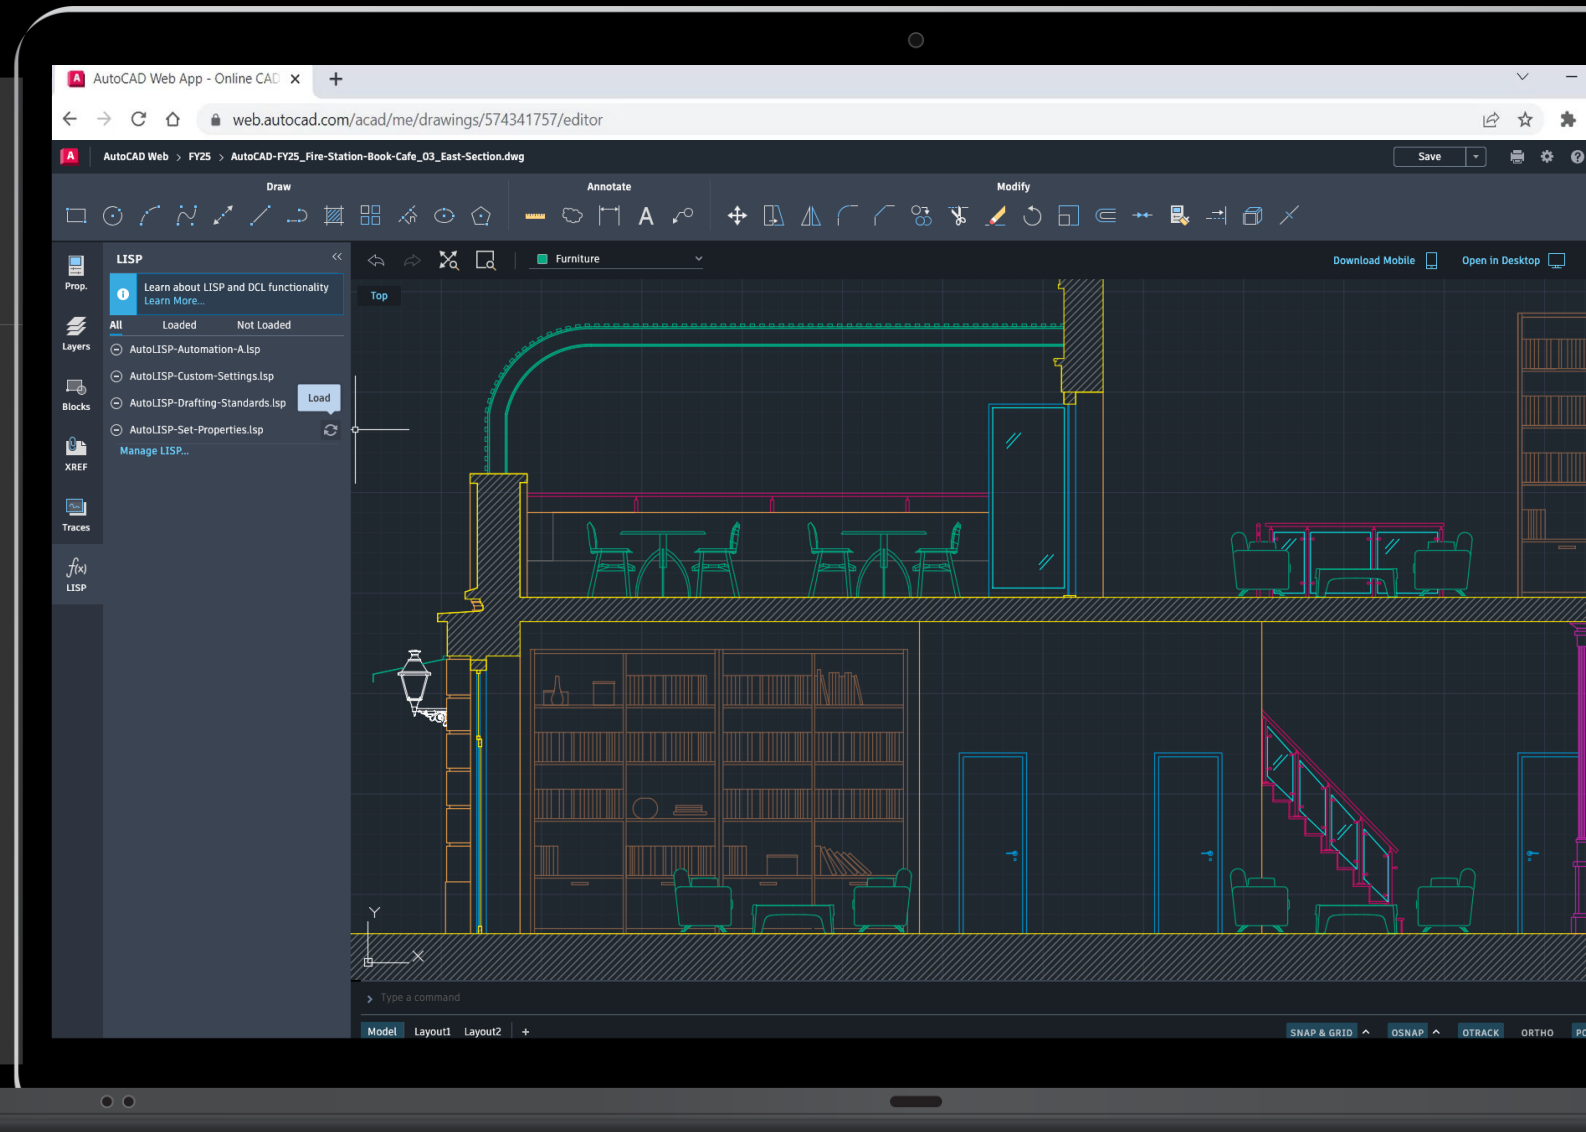 AutoCAD Web App - Online CAD
web.autocad.com/acad/me/drawings/574341757/editor
A
AutoCAD Web > FY25 > AutoCAD-FY25_Fire-Station-Book-Cafe_03_East-Section.dwg
Save
Draw
Annotate
Modify
A
Prop.
Layers
Blocks
XREF
Traces
f(x)
LISP
LISP
Learn about LISP and DCL functionality
Learn More...
All Loaded Not Loaded
AutoLISP-Automation-A.lsp
AutoLISP-Custom-Settings.lsp
AutoLISP-Drafting-Standards.lsp
Load
AutoLISP-Set-Properties.lsp
Manage LISP...
Furniture
Download Mobile
Open in Desktop
Top
Y
X
Type a command
Model Layout1 Layout2 +
SNAP & GRID OSNAP OTRACK ORTHO